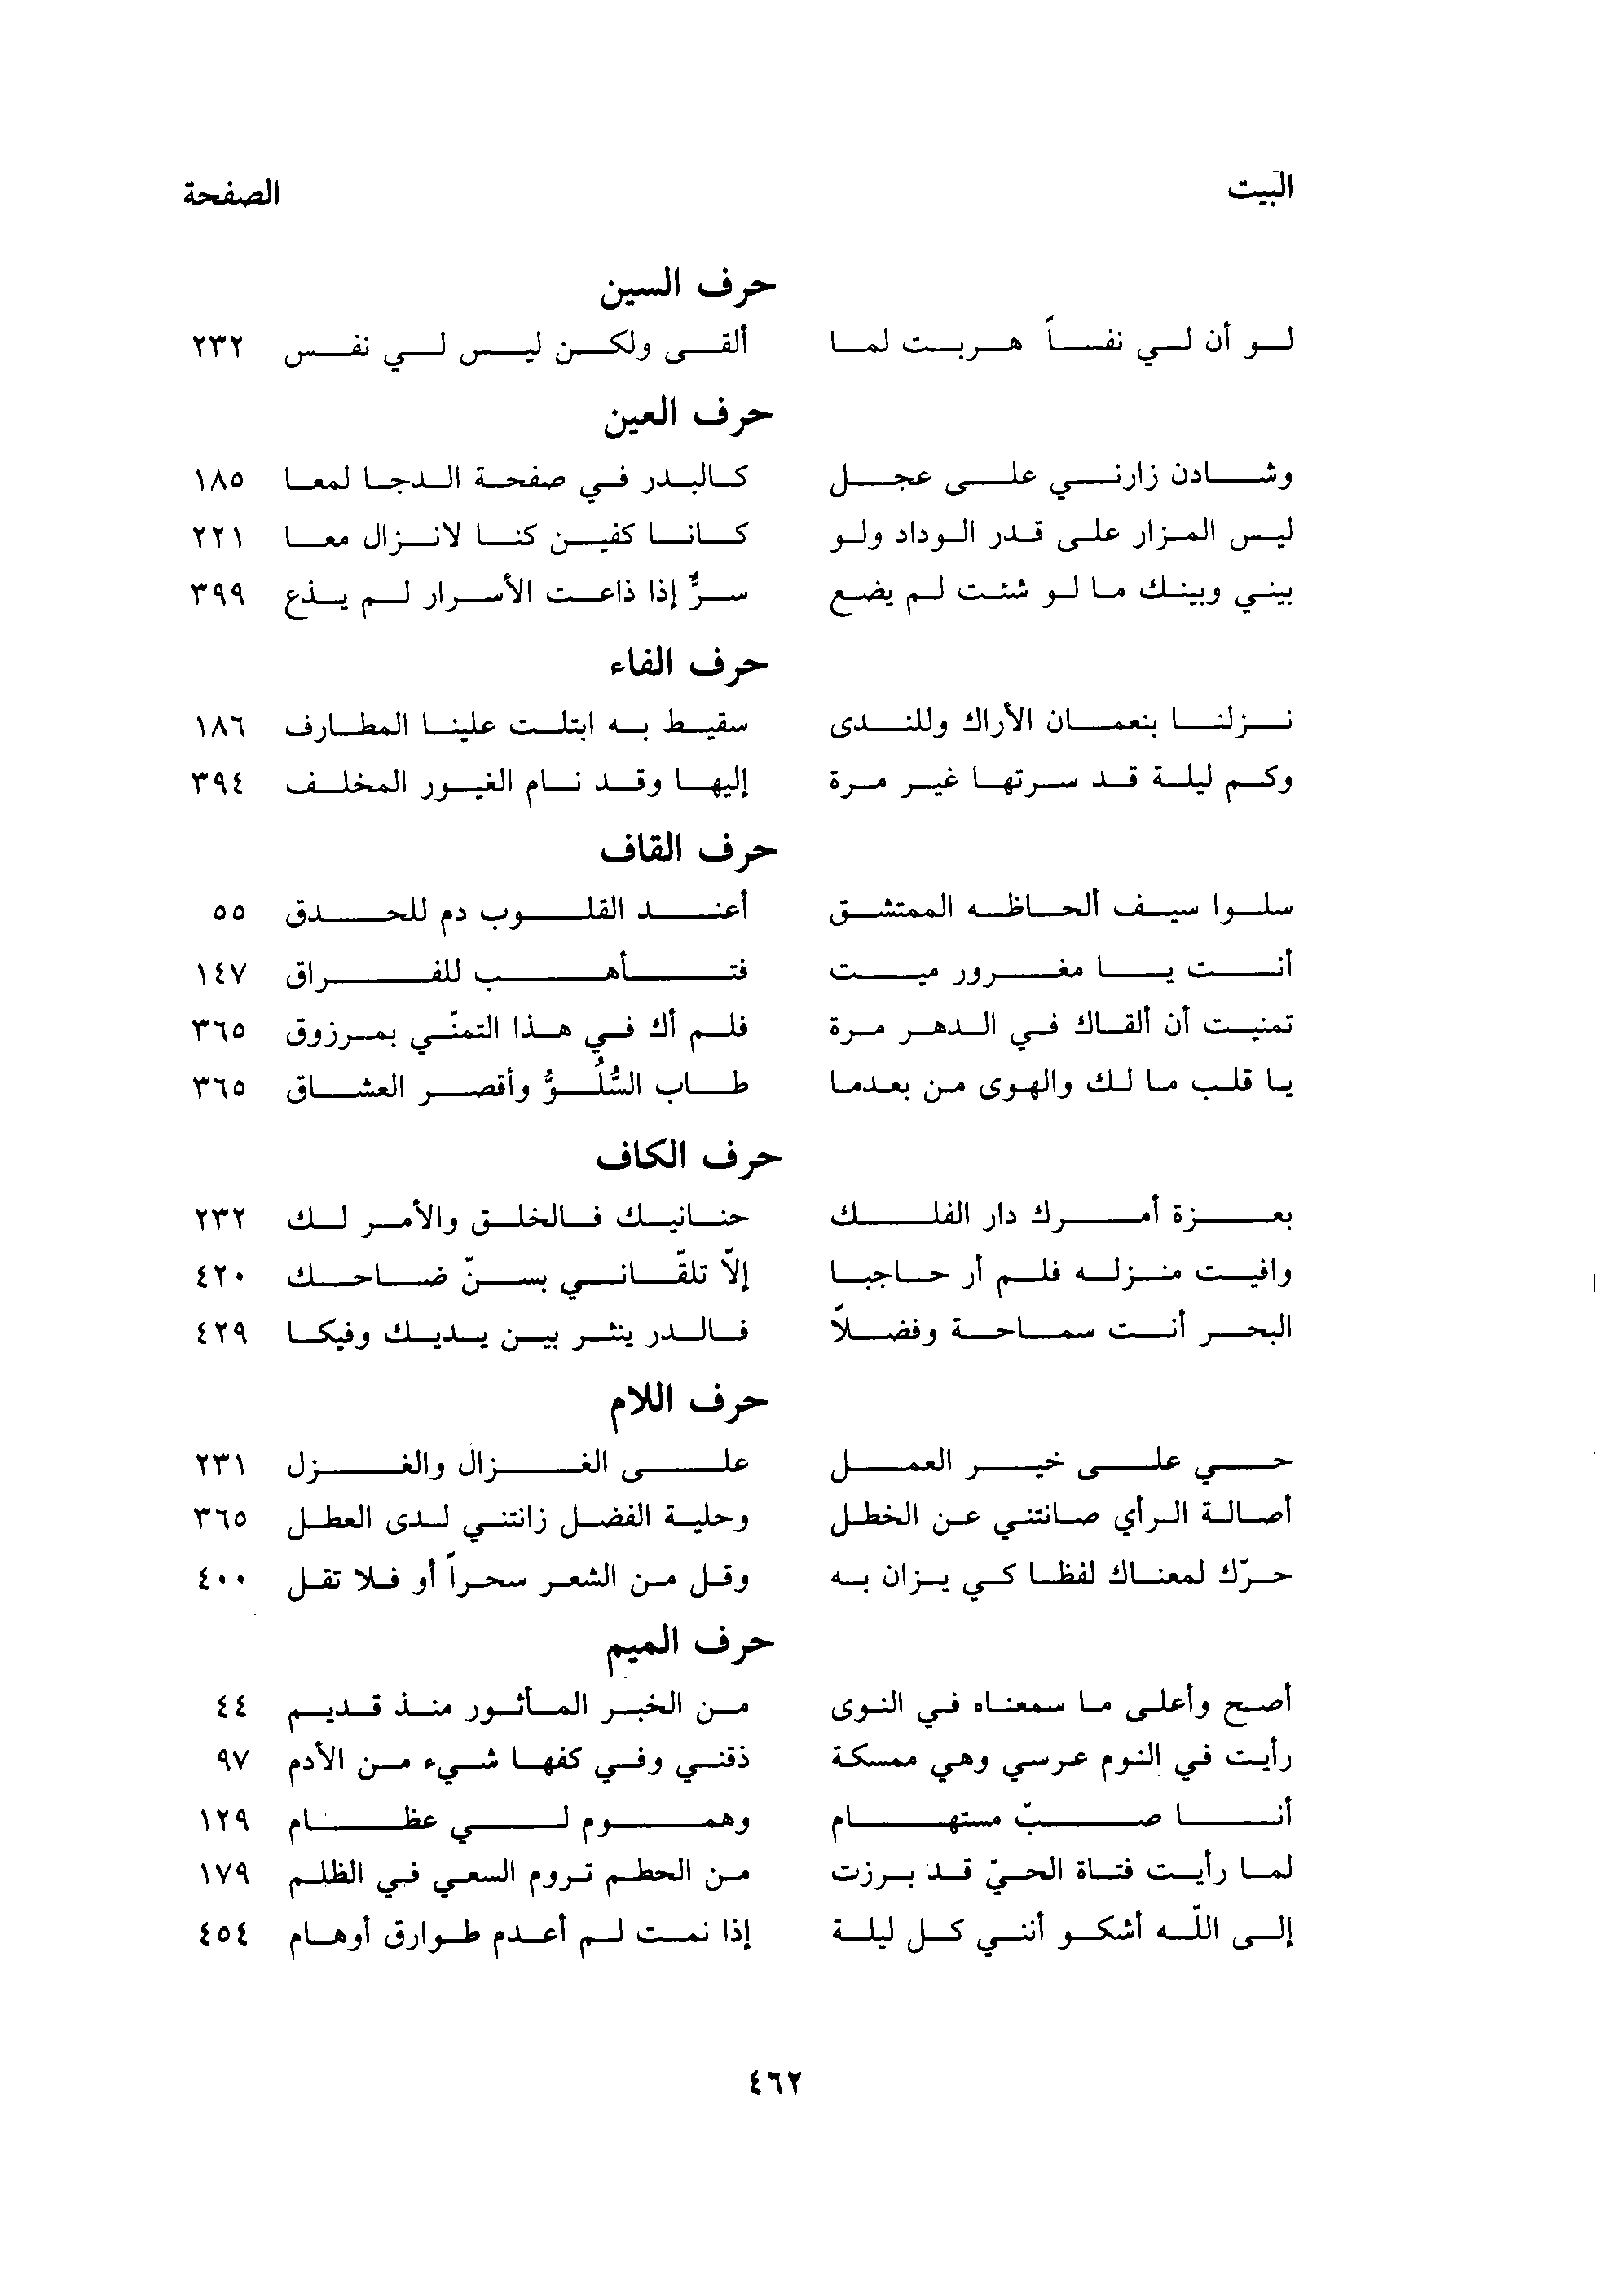 البيت الصفحة
حرف السين
لو أن لي نفساً هربت لما ألقى ولكن ليس لي نفس ٢٣٢
حرف العين
وشادن زارني على عجل كالبدر في صفحة الدجا لمعا ١٨٥
ليس المزار على قدر الوداد ولو كانا كفين كنا لانزال معا ٢٢١
بيني وبينك ما لو شئت لم يضع سرٌّ إذا ذاعت الأسرار لم يذع ٣٩٩
حرف الفاء
نزلنا بنعمان الأراك وللندى سقيط به ابتلت علينا المطارف ١٨٦
وكم ليلة قد سرتها غير مرة إليها وقد نام الغيور المخلف ٣٩٤
حرف القاف
سلوا سيف ألحاظه الممتشق أعند القلوب دم للحدق ٥٥
أنت يا مغرور ميت فتأهب للفراق ١٤٧
تمنيت أن ألقاك في الدهر مرة فلم أك في هذا التمنّي بمرزوق ٣٦٥
يا قلب ما لك والهوى من بعدما طاب السُّلُوُّ وأقصر العشاق ٣٦٥
حرف الكاف
بعزة أمرك دار الفلك حنانيك فالخلق والأمر لك ٢٣٢
وافيت منزله فلم أر حاجبا إلاّ تلقّاني بسنّ ضاحك ٤٢٠
البحر أنت سماحة وفضلاً فالدر ينثر بين يديك وفيكا ٤٢٩
حرف اللام
حي على خير العمل على الغزال والغزل ٢٣١
أصالة الرأي صانتني عن الخطل وحلية الفضل زانتني لدى العطل ٣٦٥
حرّك لمعناك لفظا كي يزان به وقل من الشعر سحراً أو فلا تقل ٤٠٠
حرف الميم
أصح وأعلى ما سمعناه في النوى من الخبر المأثور منذ قديم ٤٤
رأيت في النوم عرسي وهي ممسكة ذقني وفي كفها شيء من الأدم ٩٧
أنا صبّ مستهام وهموم لي عظام ١٢٩
لما رأيت فتاة الحيّ قد برزت من الحطم تروم السعي في الظلم ١٧٩
إلى اللّه أشكو أنني كل ليلة إذا نمت لم أعدم طوارق أوهام ٤٥٤
٤٦٢